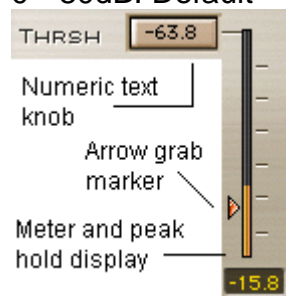 THRSH -63.8
Numeric text
knob
Arrow grab
marker
Meter and peak
hold display
-15.8